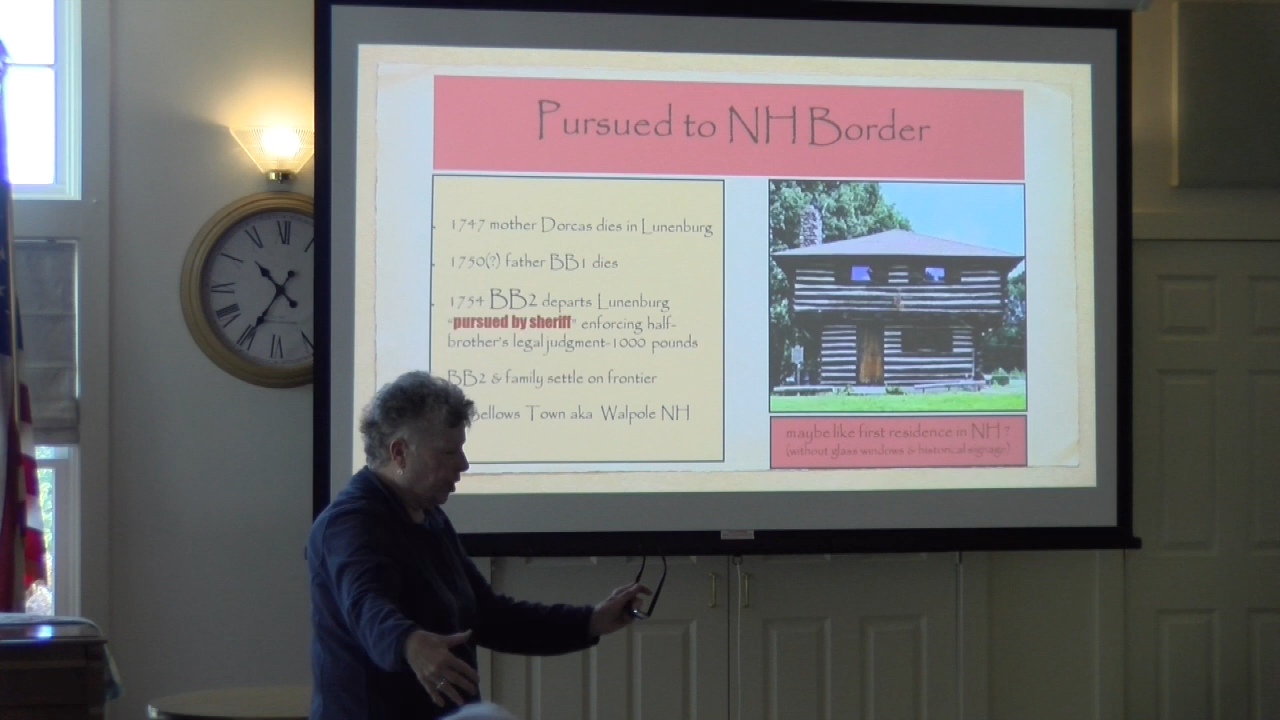 Pursued to NH Border
1747 mother Dorcas dies in Lunenburg
1750(?) father BB1 dies
1754 BB2 departs Lunenburg
"pursued by sheriff" enforcing half-
brother's legal judgment-1000 pounds
BB2 & family settle on frontier
Bellows Town aka Walpole NH
maybe like first residence in NH ?
(without glass windows & historical signage)
XII